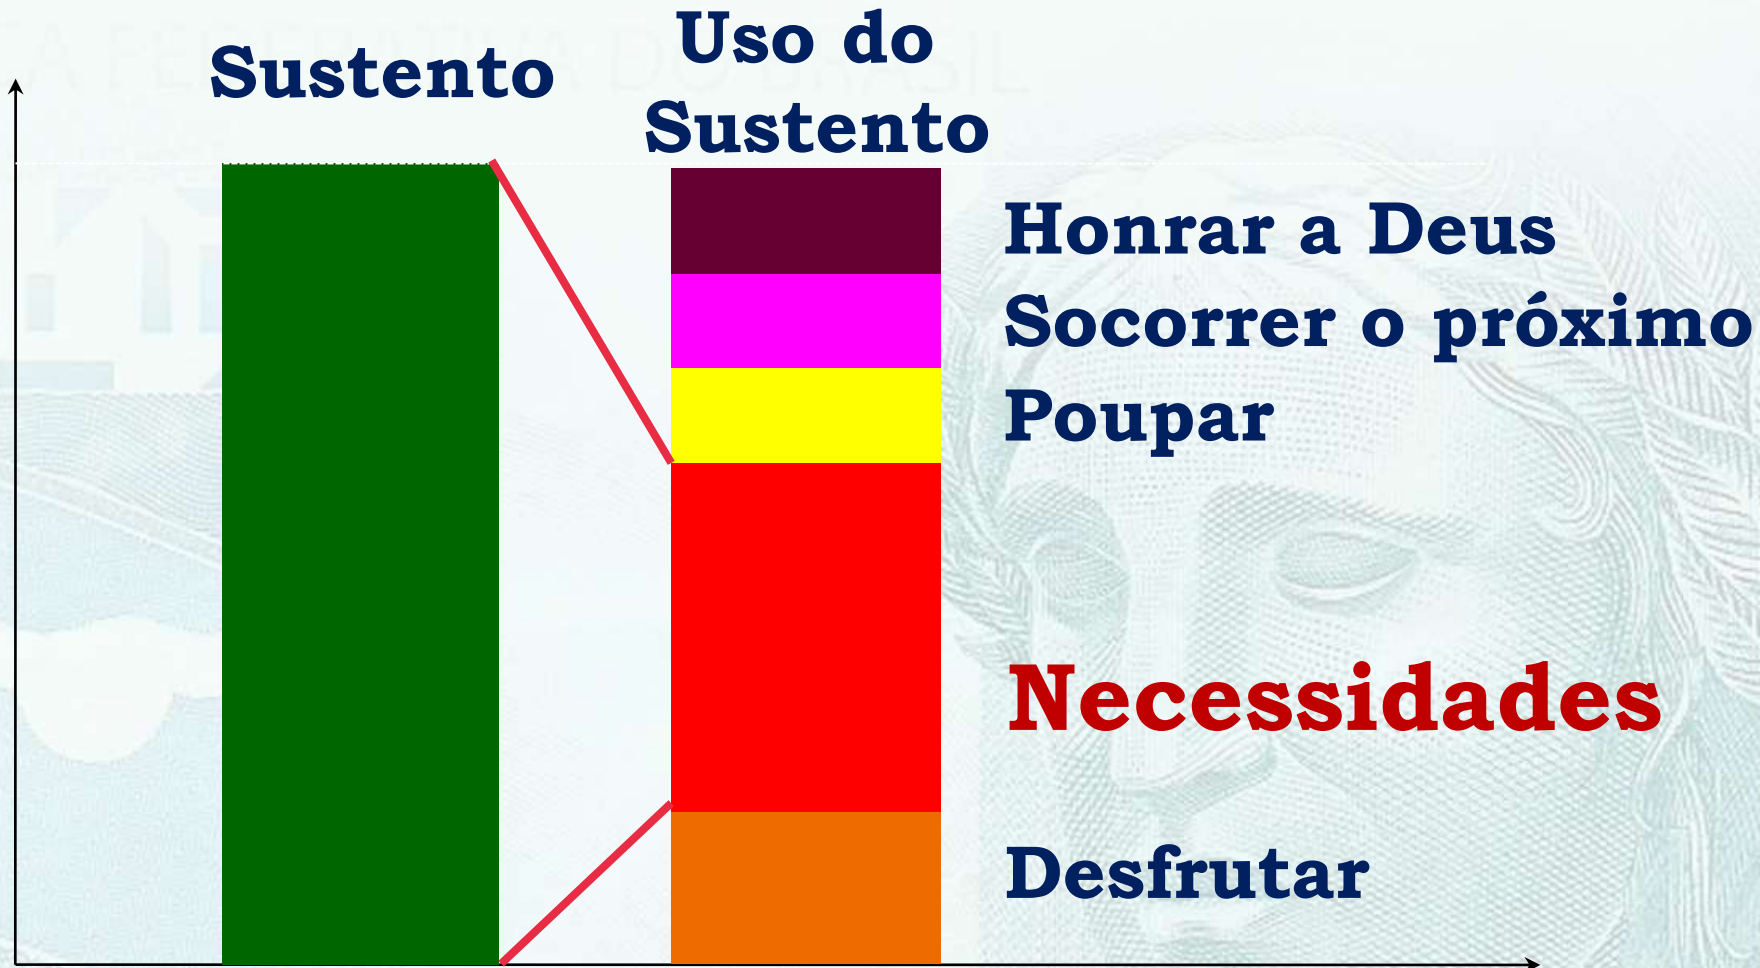 Sustento
Uso do
Sustento
Honrar a Deus
Socorrer o próximo
Poupar
Necessidades
Desfrutar